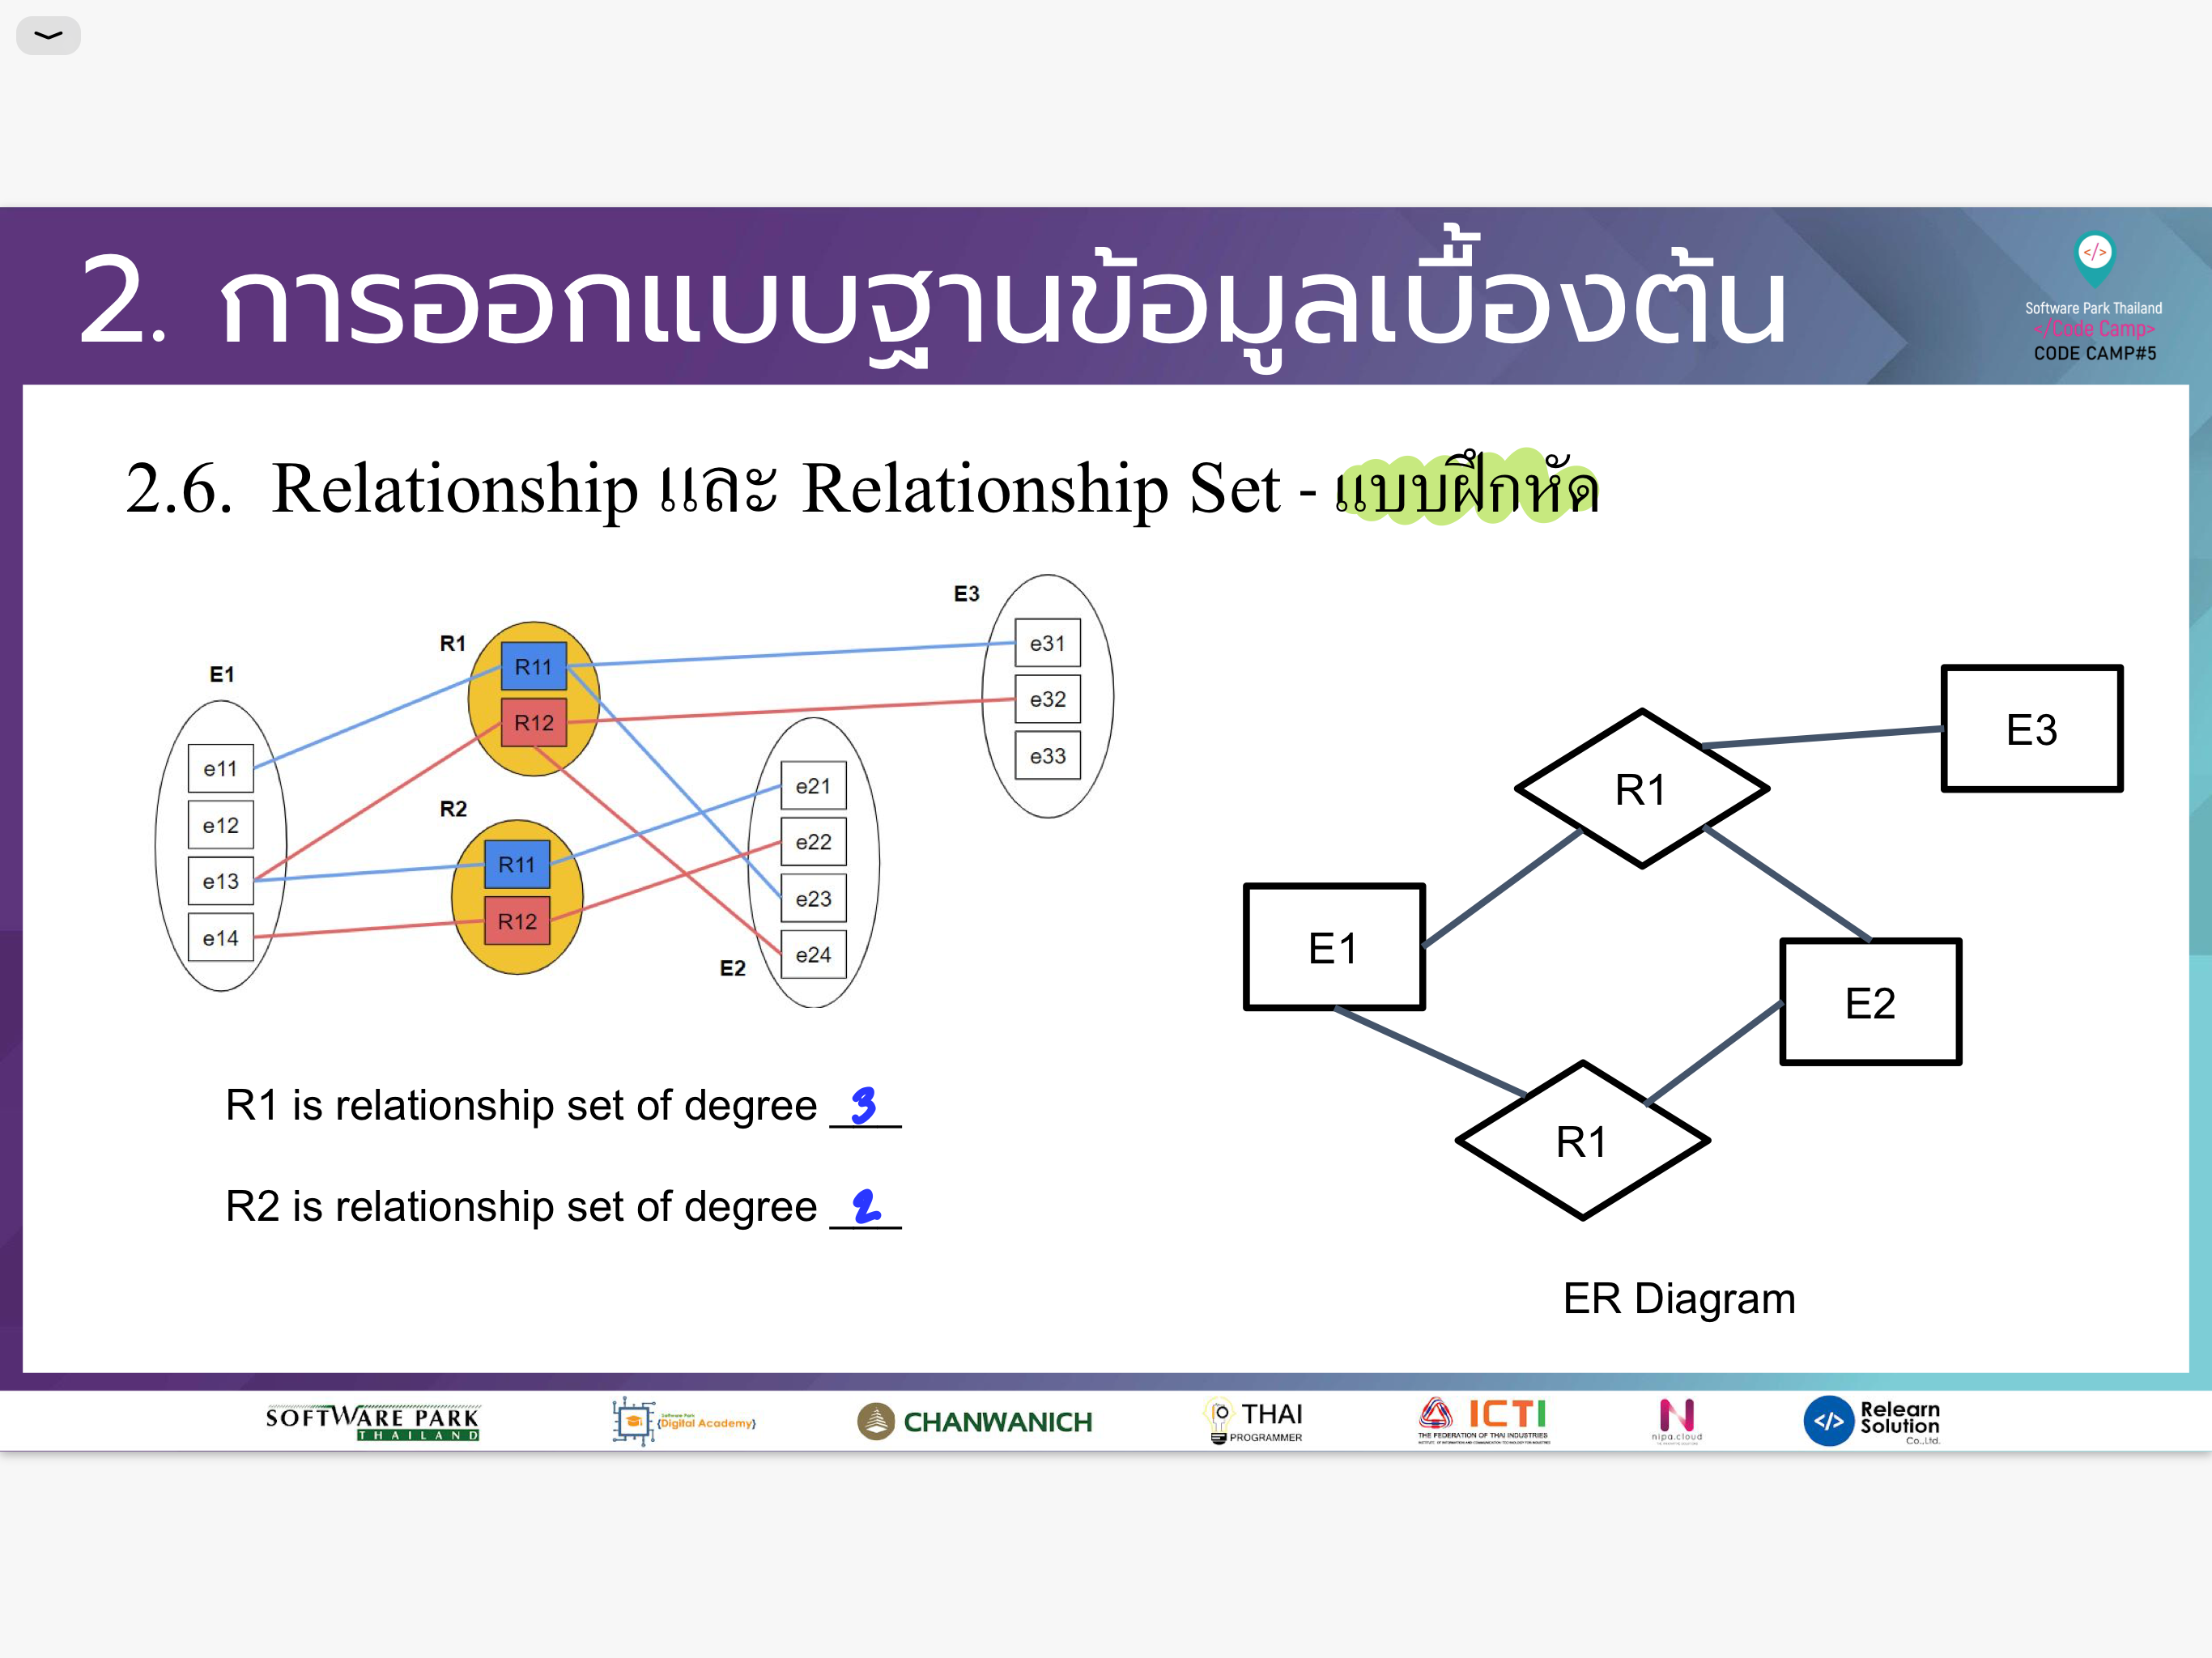 2. การออกแบบฐานข้อมูลเบื้องต้น
</>
Software Park Thailand
</Code Camp>
CODE CAMP#5
2.6. Relationship และ Relationship Set - แบบฝึกหัด
E1
e11
e12
e13
e14
R1
R11
R12
R2
R11
R12
E2
e21
e22
e23
e24
E3
e31
e32
e33
R1 is relationship set of degree 3
R2 is relationship set of degree 2
E3
R1
E1
E2
R1
ER Diagram
SOFTWARE PARK
THAILAND
Software Park
{Digital Academy}
CHANWANICH
THAI
PROGRAMMER
ICTI
THE FEDERATION OF THAI INDUSTRIES
N
nipa.cloud
</>
Relearn
Solution
Co.,Ltd.